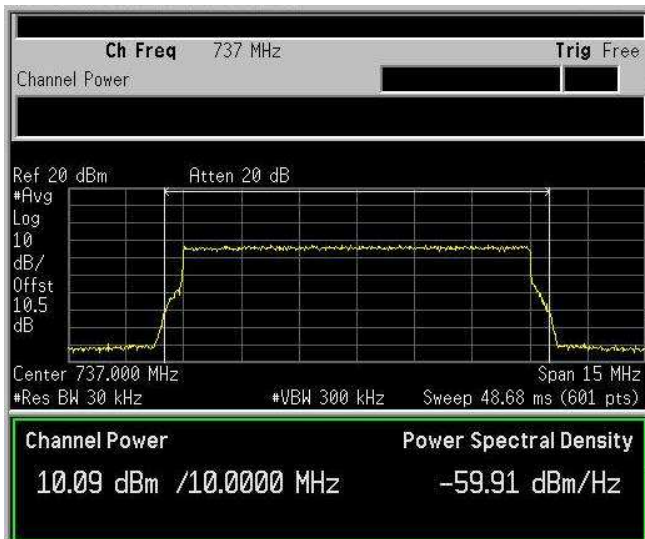 Ch Freq 737 MHz Trig Free
Channel Power
Ref 20 dBm Atten 20 dB
#Avg
Log
10
dB/
Offst
10.5
dB
Center 737.000 MHz Span 15 MHz
#Res BW 30 kHz #VBW 300 kHz Sweep 48.68 ms (601 pts)
Channel Power Power Spectral Density
10.09 dBm /10.0000 MHz -59.91 dBm/Hz